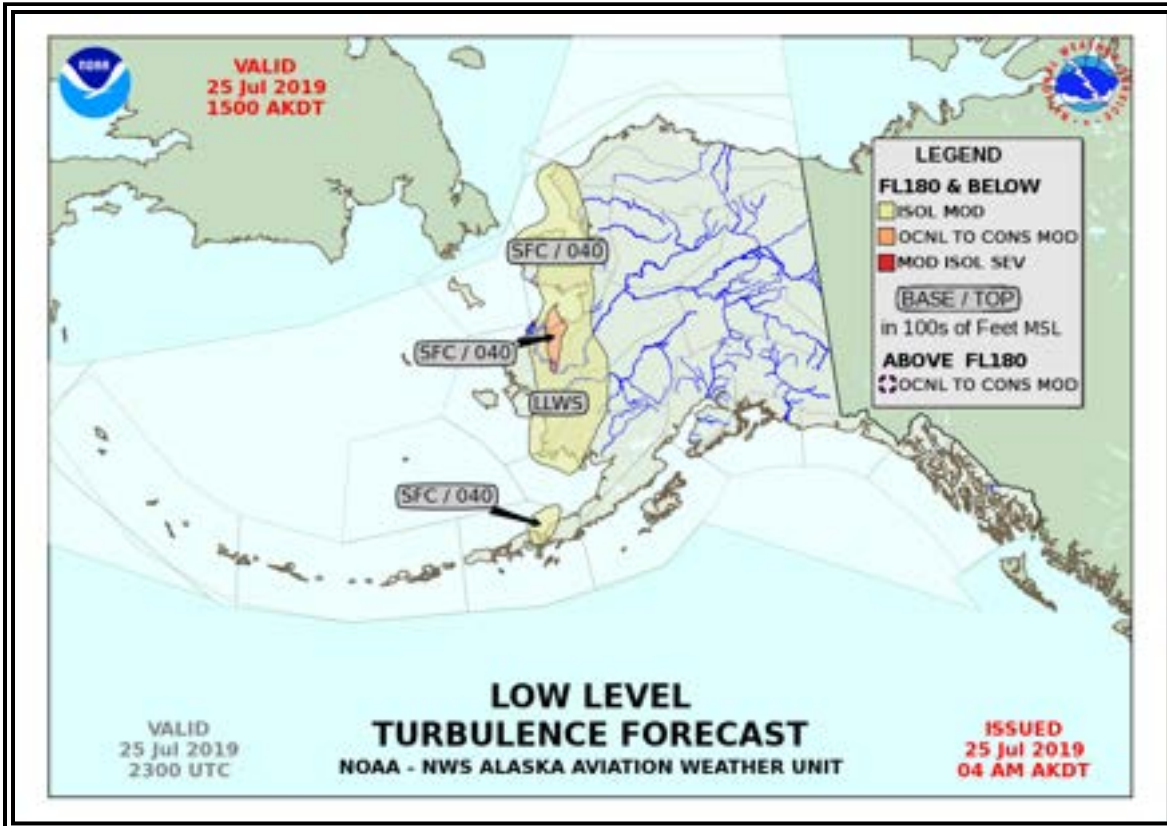 noaa
VALID
25 Jul 2019
1500 AKDT
LEGEND
FL180 & BELOW
ISOL MOD
OCNL TO CONS MOD
MOD ISOL SEV
BASE / TOP
in 100s of Feet MSL
ABOVE FL180
OCNL TO CONS MOD
SFC / 040
SFC / 040
LLWS
SFC / 040
LOW LEVEL
TURBULENCE FORECAST
NOAA - NWS ALASKA AVIATION WEATHER UNIT
VALID
25 Jul 2019
2300 UTC
ISSUED
25 Jul 2019
04 AM AKDT